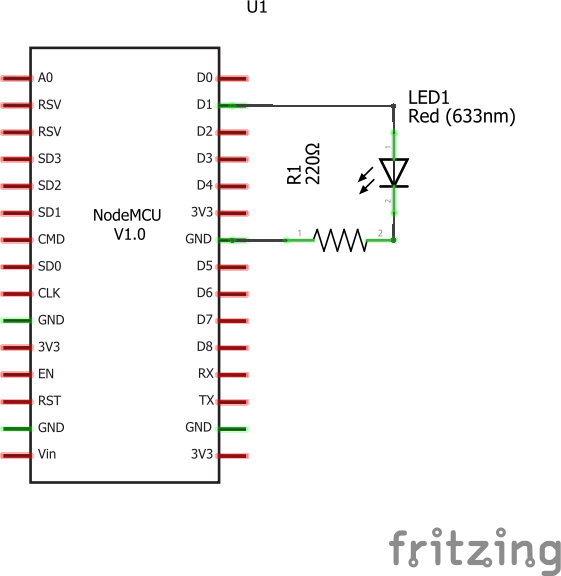 U1
A0
RSV
RSV
SD3
SD2
SD1
CMD
SD0
CLK
GND
3V3
EN
RST
GND
Vin
NodeMCU
V1.0
D0
D1
D2
D3
D4
3V3
GND
D5
D6
D7
D8
RX
TX
GND
3V3
R1
220Ω
1
2
LED1
Red (633nm)
1
2
fritzing